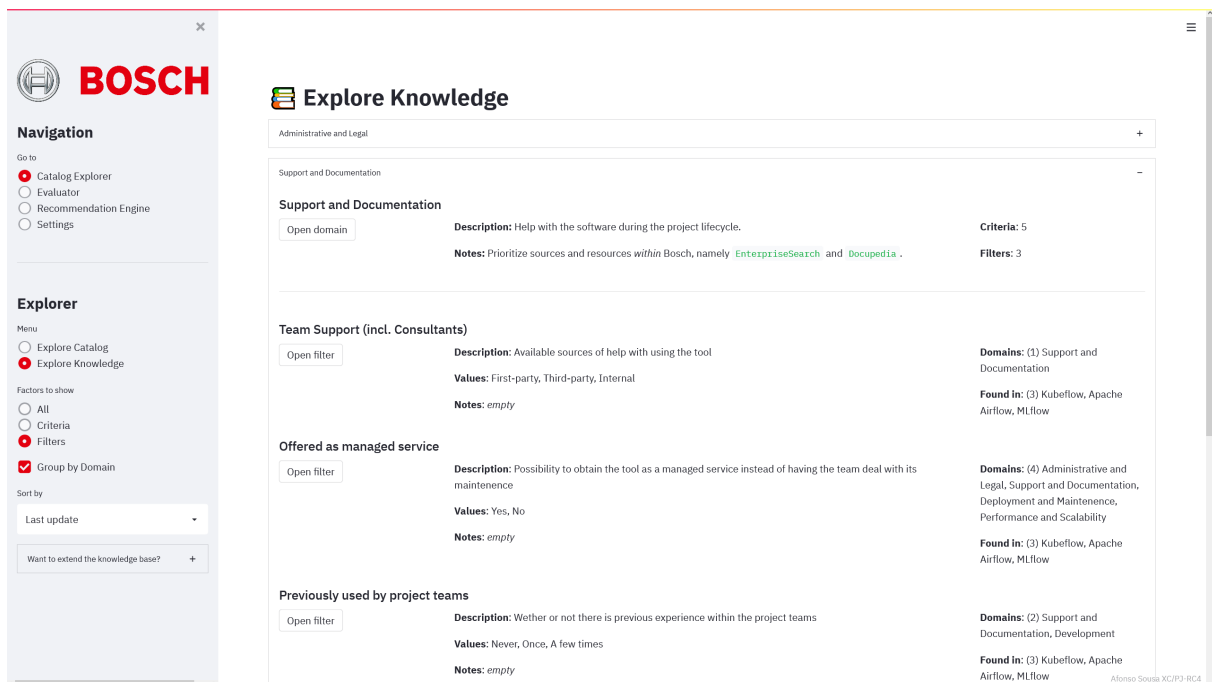 BOSCH
Navigation
Go to
Catalog Explorer
Evaluator
Recommendation Engine
Settings
Explorer
Menu
Explore Catalog
Explore Knowledge
Factors to show
All
Criteria
Filters
Group by Domain
Sort by
Last update
Want to extend the knowledge base? +
Explore Knowledge
Administrative and Legal +
Support and Documentation −
Support and Documentation
Open domain
Description: Help with the software during the project lifecycle.
Notes: Prioritize sources and resources within Bosch, namely EnterpriseSearch and Docupedia.
Criteria: 5
Filters: 3
Team Support (incl. Consultants)
Open filter
Description: Available sources of help with using the tool
Values: First-party, Third-party, Internal
Notes: empty
Domains: (1) Support and
Documentation
Found in: (3) Kubeflow, Apache
Airflow, MLflow
Offered as managed service
Open filter
Description: Possibility to obtain the tool as a managed service instead of having the team deal with its
maintenence
Values: Yes, No
Notes: empty
Domains: (4) Administrative and
Legal, Support and Documentation,
Deployment and Maintenence,
Performance and Scalability
Found in: (3) Kubeflow, Apache
Airflow, MLflow
Previously used by project teams
Open filter
Description: Wether or not there is previous experience within the project teams
Values: Never, Once, A few times
Notes: empty
Domains: (2) Support and
Documentation, Development
Found in: (3) Kubeflow, Apache
Airflow, MLflow
Afonso Sousa XC/PJ-RC4